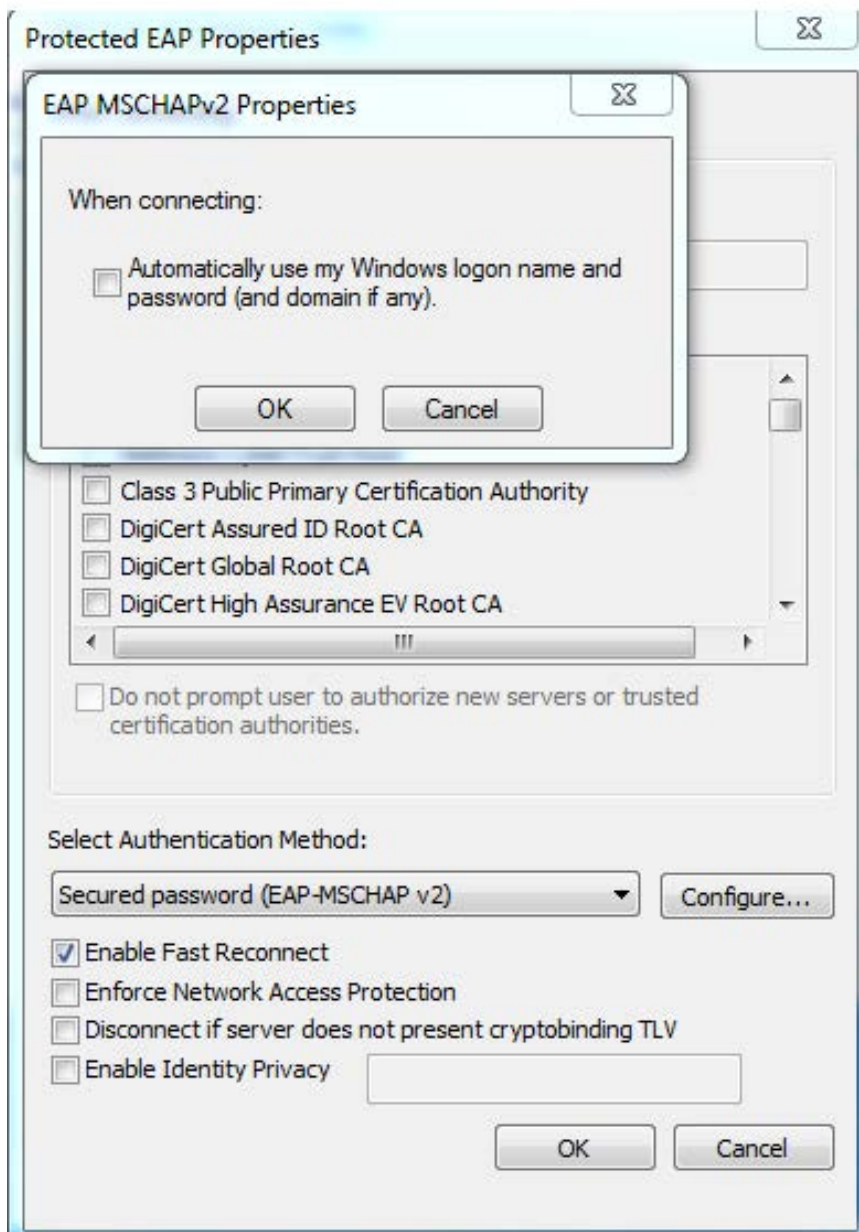 Protected EAP Properties
EAP MSCHAPv2 Properties
When connecting:
Automatically use my Windows logon name and
password (and domain if any).
OK
Cancel
Class 3 Public Primary Certification Authority
DigiCert Assured ID Root CA
DigiCert Global Root CA
DigiCert High Assurance EV Root CA
Do not prompt user to authorize new servers or trusted
certification authorities.
Select Authentication Method:
Secured password (EAP-MSCHAP v2)
Configure...
Enable Fast Reconnect
Enforce Network Access Protection
Disconnect if server does not present cryptobinding TLV
Enable Identity Privacy
OK
Cancel